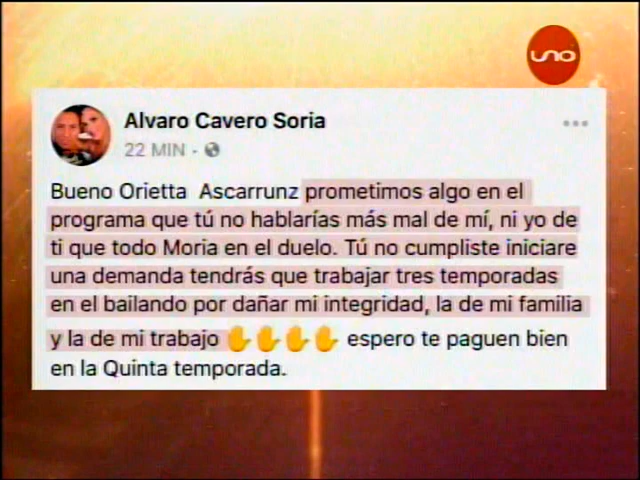 uno
Alvaro Cavero Soria
22 MIN ·
Bueno Orietta Ascarrunz prometimos algo en el
programa que tú no hablarías más mal de mí, ni yo de
ti que todo Moria en el duelo. Tú no cumpliste iniciare
una demanda tendrás que trabajar tres temporadas
en el bailando por dañar mi integridad, la de mi familia
y la de mi trabajo ✋✋✋✋ espero te paguen bien
en la Quinta temporada.